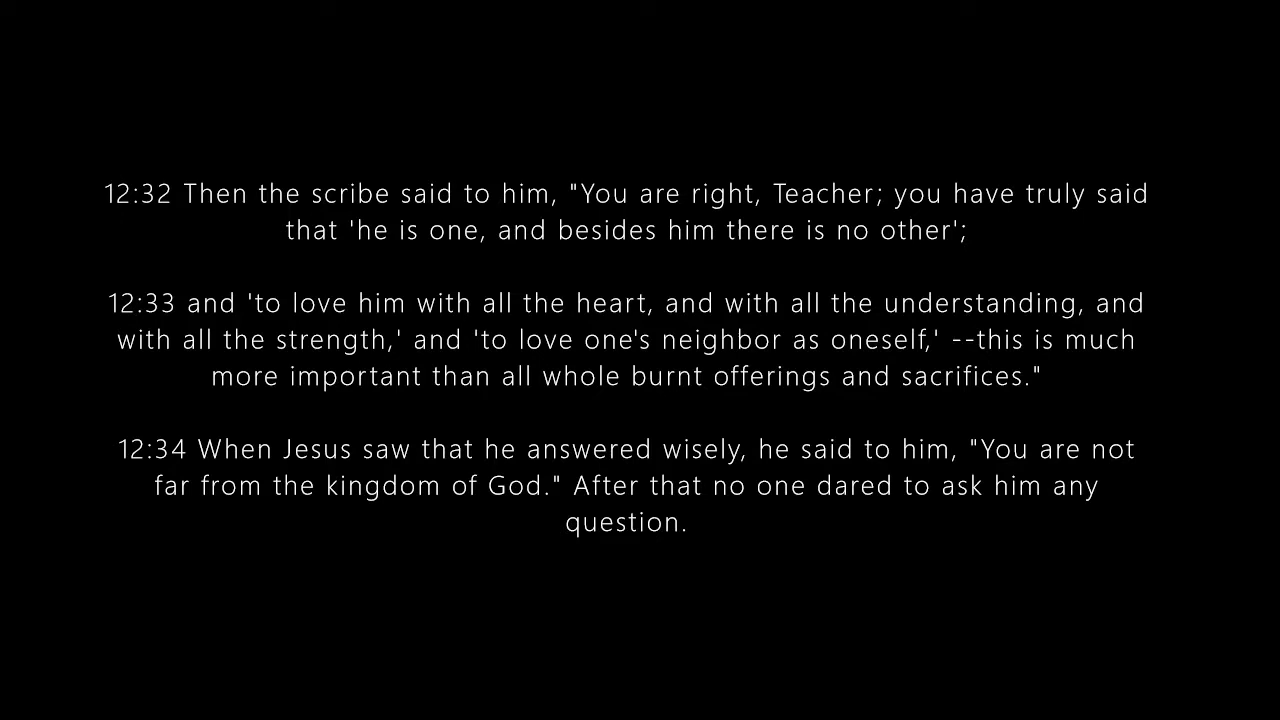 12:32 Then the scribe said to him, "You are right, Teacher; you have truly said
that 'he is one, and besides him there is no other';
12:33 and 'to love him with all the heart, and with all the understanding, and
with all the strength,' and 'to love one's neighbor as oneself,' --this is much
more important than all whole burnt offerings and sacrifices."
12:34 When Jesus saw that he answered wisely, he said to him, "You are not
far from the kingdom of God." After that no one dared to ask him any
question.